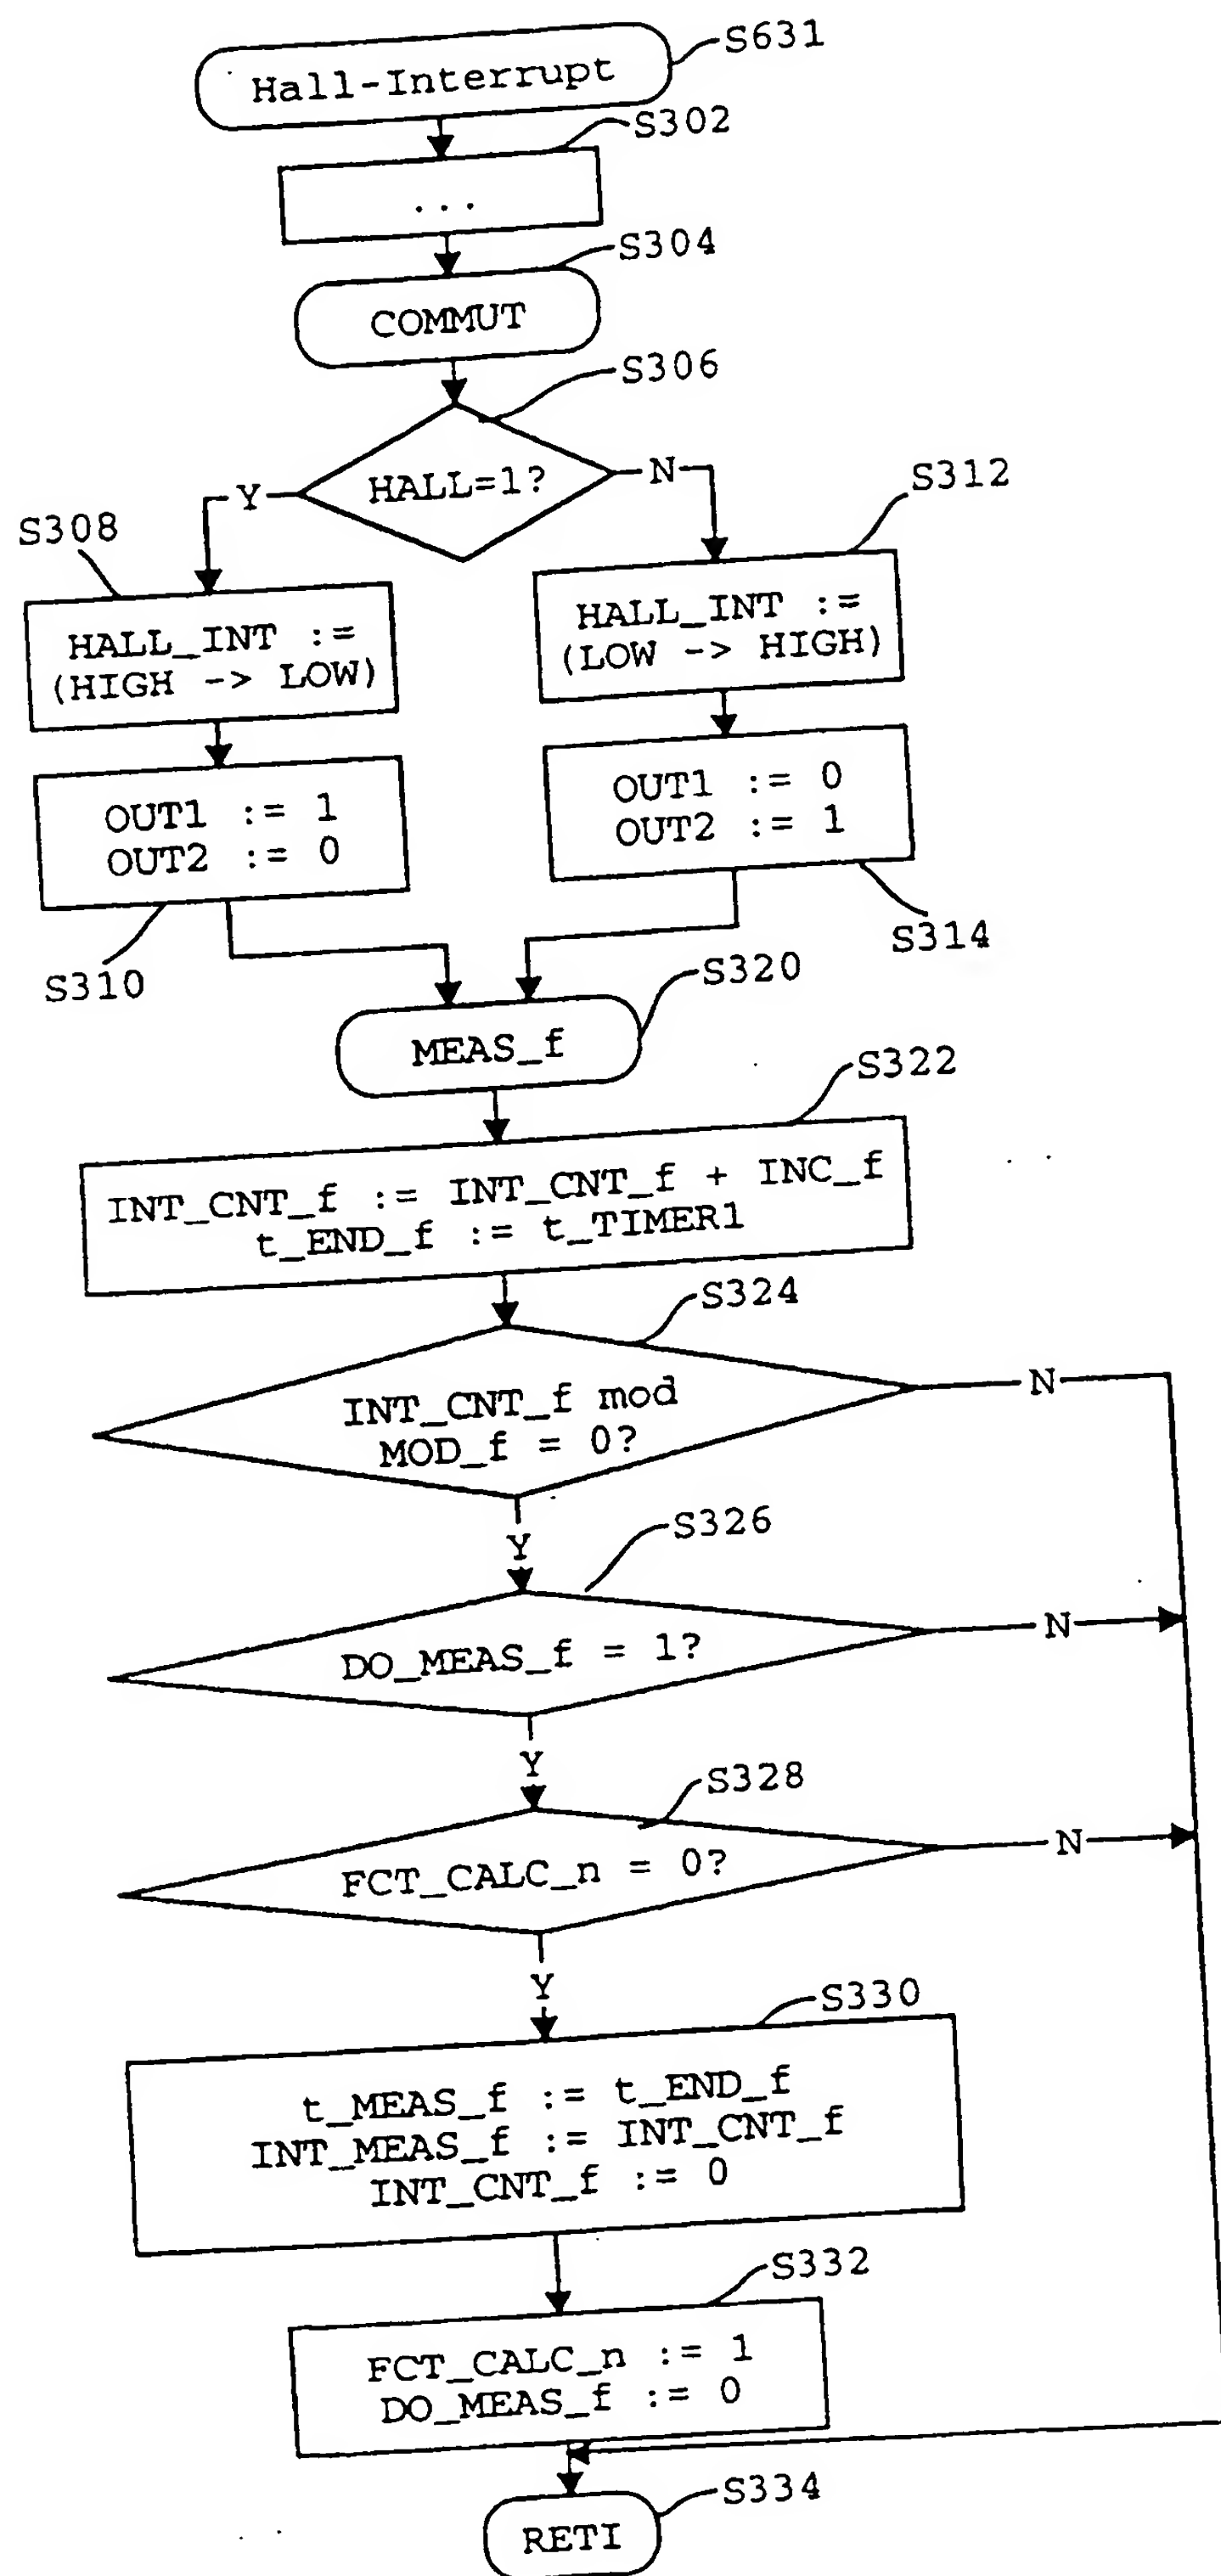 Hall-Interrupt
S631
S302
...
S304
COMMUT
S306
HALL=1?
Y
N
S308
S312
HALL_INT :=
(HIGH -> LOW)
HALL_INT :=
(LOW -> HIGH)
OUT1 := 1
OUT2 := 0
OUT1 := 0
OUT2 := 1
S310
S314
S320
MEAS_f
S322
INT_CNT_f := INT_CNT_f + INC_f
t_END_f := t_TIMER1
S324
INT_CNT_f mod
MOD_f = 0?
N
Y
S326
DO_MEAS_f = 1?
N
Y
S328
FCT_CALC_n = 0?
N
Y
S330
t_MEAS_f := t_END_f
INT_MEAS_f := INT_CNT_f
INT_CNT_f := 0
S332
FCT_CALC_n := 1
DO_MEAS_f := 0
S334
RETI